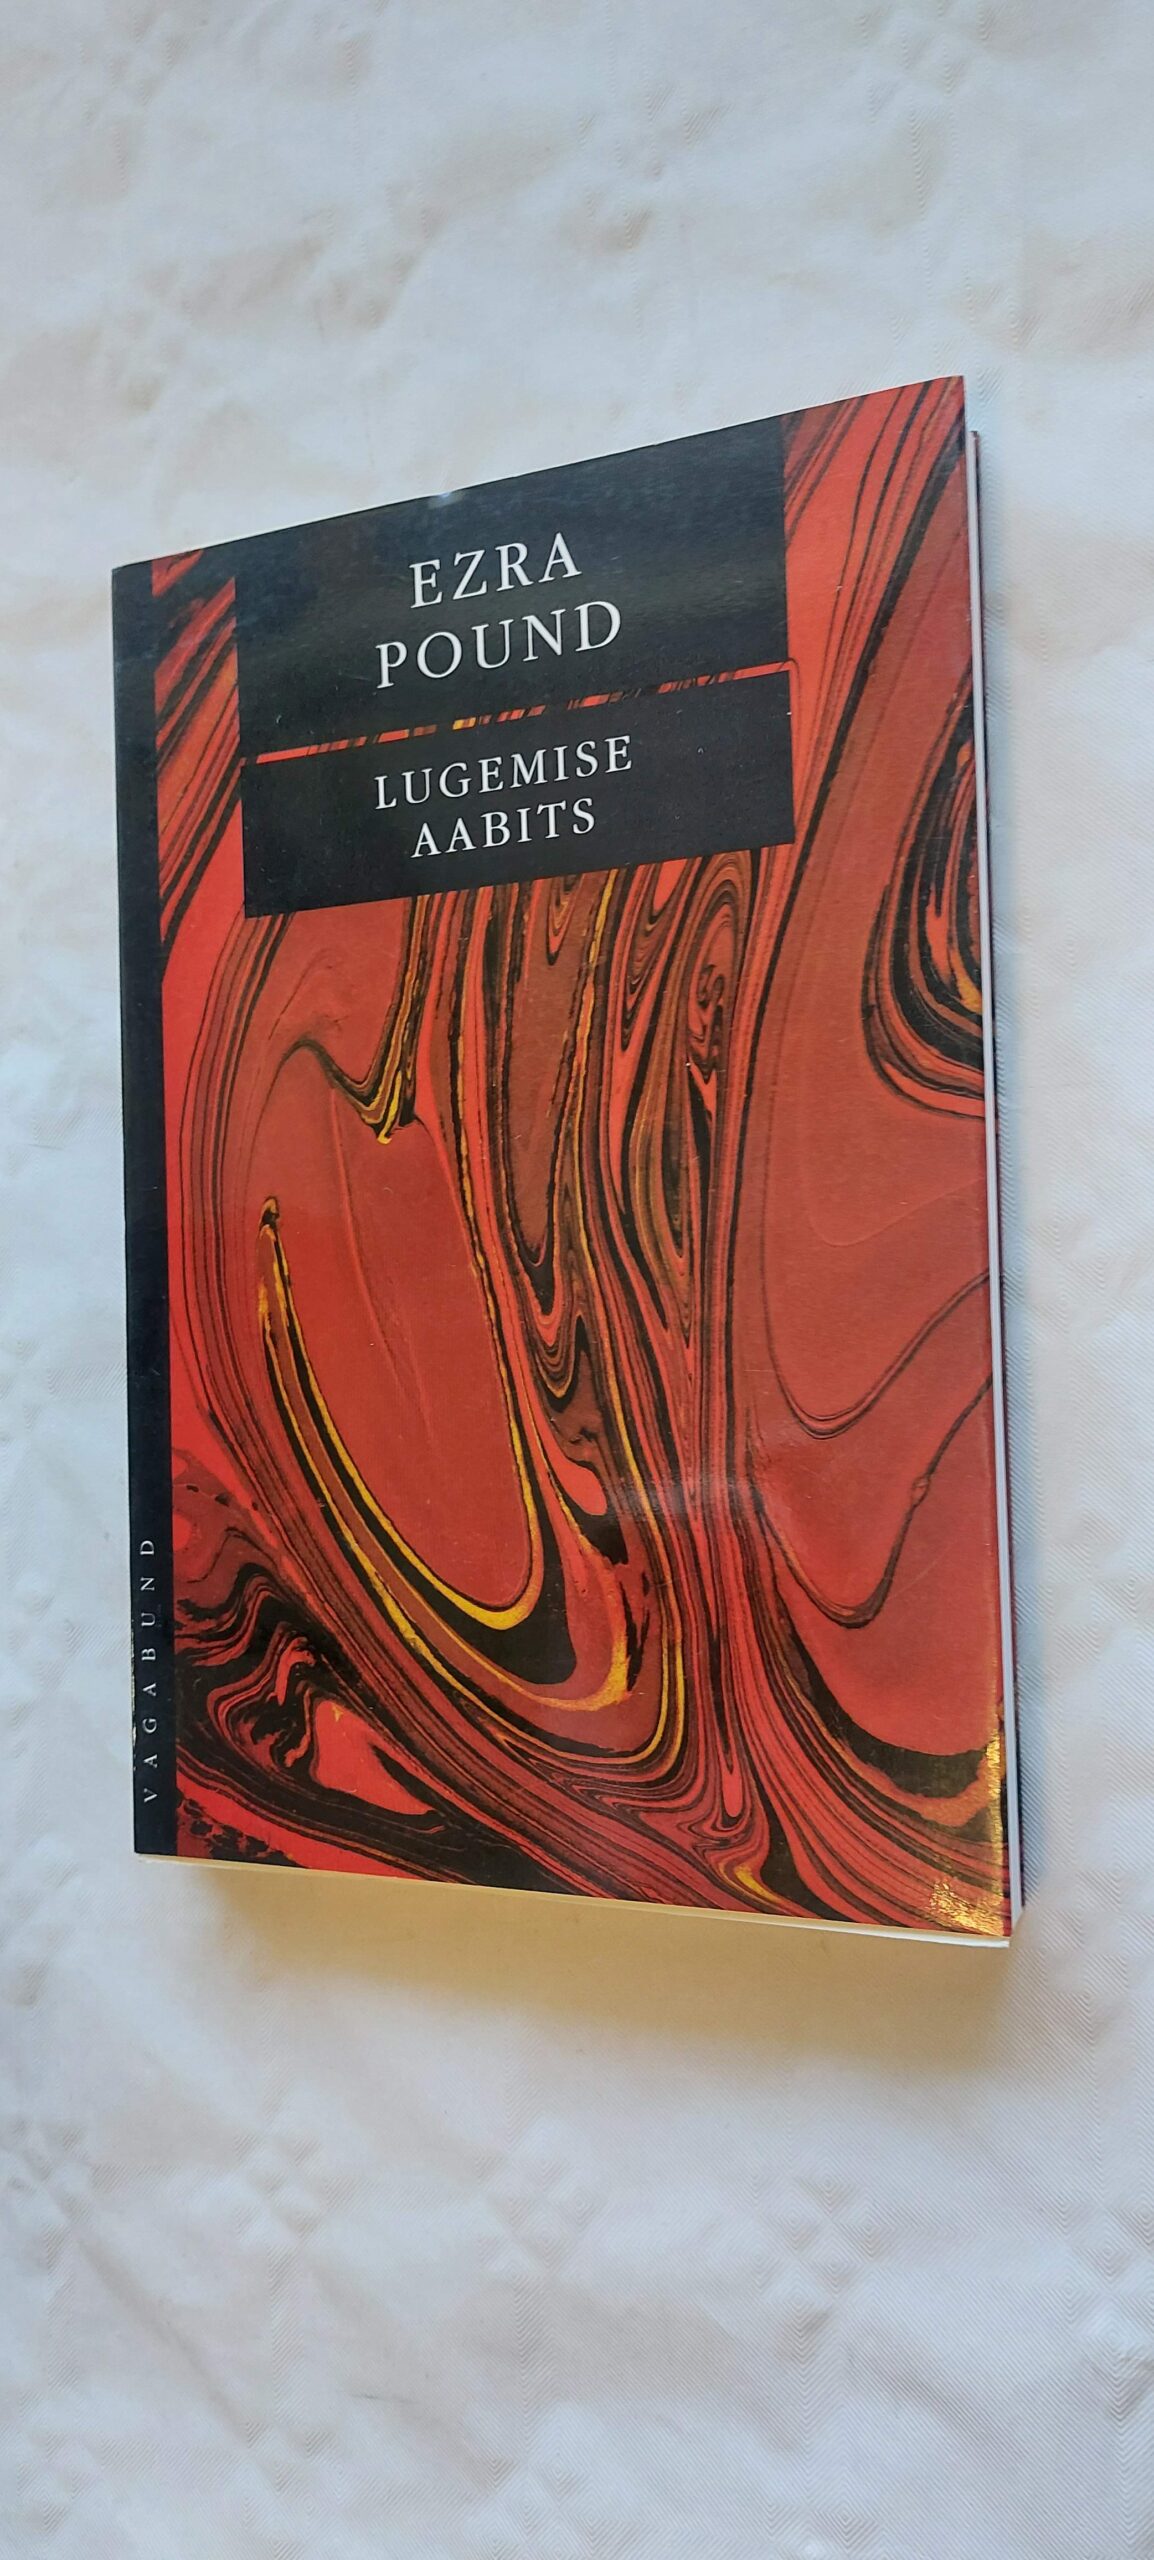 EZRA
POUND
LUGEMISE
AABITS
VAGABUND